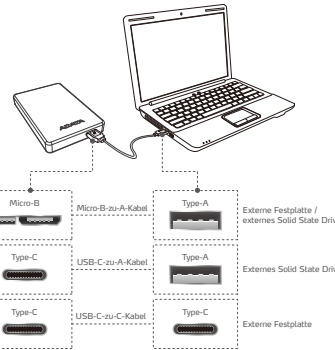 ADATA
Micro-B
Micro-B-zu-A-Kabel
Type-A
Externe Festplatte /
externes Solid State Driv
Type-C
USB-C-zu-A-Kabel
Type-A
Externes Solid State Driv
Type-C
USB-C-zu-C-Kabel
Type-C
Externe Festplatte